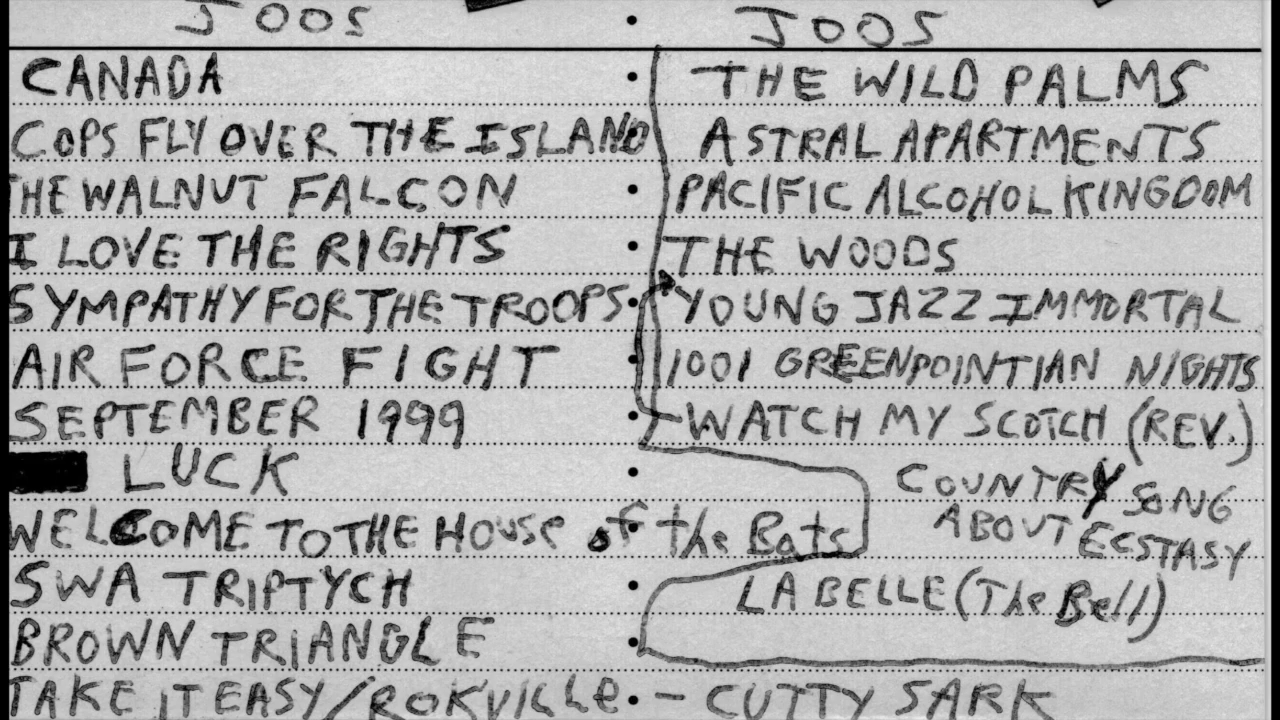 JOOS
CANADA
COPS FLY OVER THE ISLAND
THE WALNUT FALCON
I LOVE THE RIGHTS
SYMPATHY FOR THE TROOPS
AIR FORCE FIGHT
SEPTEMBER 1999
LUCK
WELCOME TO THE HOUSe oF the Bats
SWA TRIPTYCH
BROWN TRIANGLE
TAKE IT EASY/ROKVILLe
JOOS
THE WILD PALMS
ASTRAL APARTMENTS
PACIFIC ALCOHOL KINGDOM
THE WOODS
YOUNG JAZZ IMMORTAL
1001 GREENPOINTIAN NIGHTS
WATCH MY SCOTCH (REV.)
COUNTRY SONG
ABOUT ECSTASY
LA BELLE (The Bell)
- CUTTY SARK